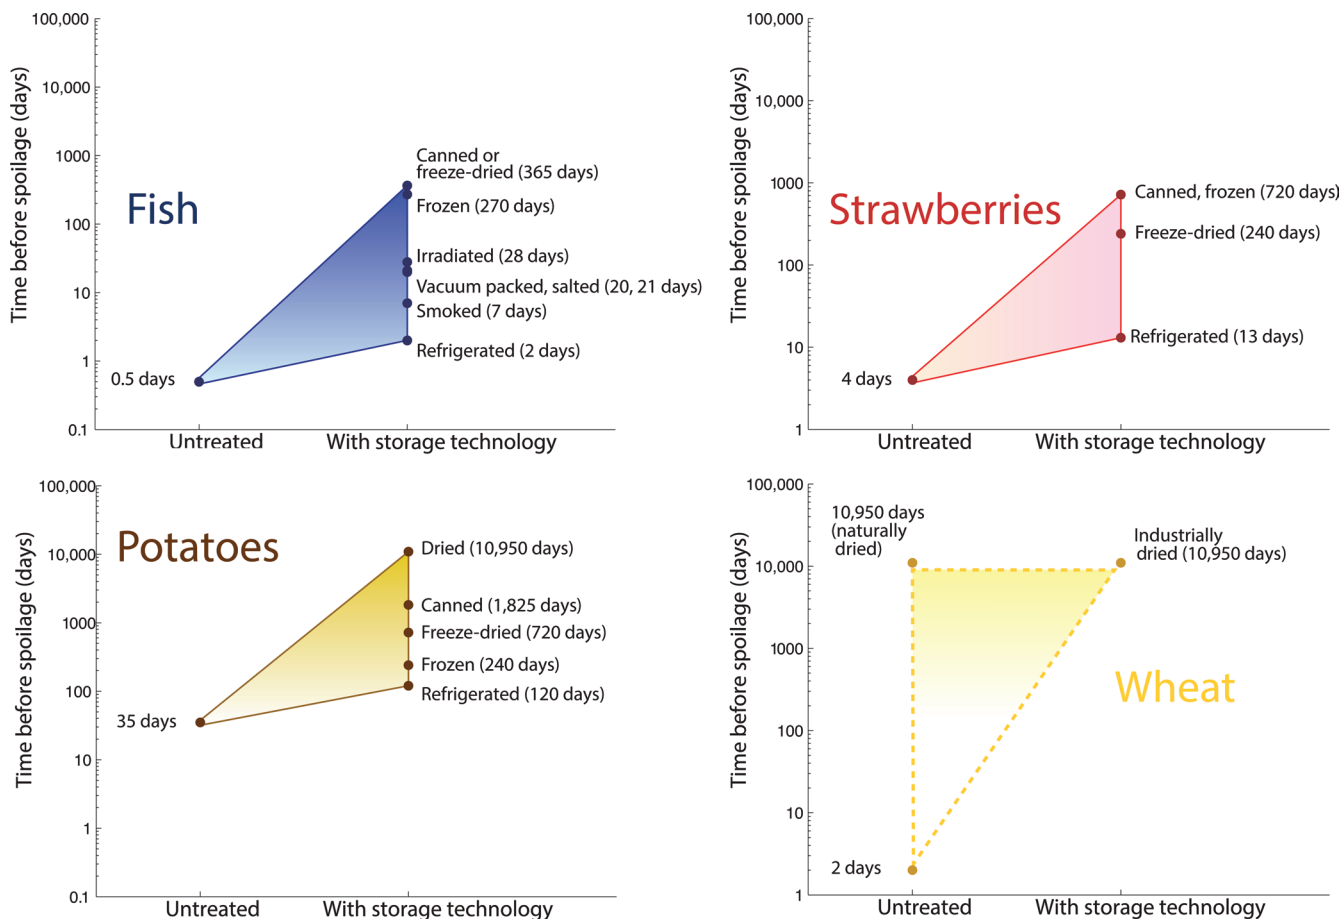 Time before spoilage (days)
100,000
10,000
1000
100
10
1
0.1
Fish
Canned or
freeze-dried (365 days)
Frozen (270 days)
Irradiated (28 days)
Vacuum packed, salted (20, 21 days)
Smoked (7 days)
Refrigerated (2 days)
0.5 days
Untreated
With storage technology
Time before spoilage (days)
100,000
10,000
1000
100
10
1
Strawberries
Canned, frozen (720 days)
Freeze-dried (240 days)
Refrigerated (13 days)
4 days
Untreated
With storage technology
Time before spoilage (days)
100,000
10,000
1000
100
10
1
0.1
Potatoes
Dried (10,950 days)
Canned (1,825 days)
Freeze-dried (720 days)
Frozen (240 days)
Refrigerated (120 days)
35 days
Untreated
With storage technology
Time before spoilage (days)
100,000
10,000
1000
100
10
1
10,950 days
(naturally
dried)
Industrially
dried (10,950 days)
Wheat
2 days
Untreated
With storage technology